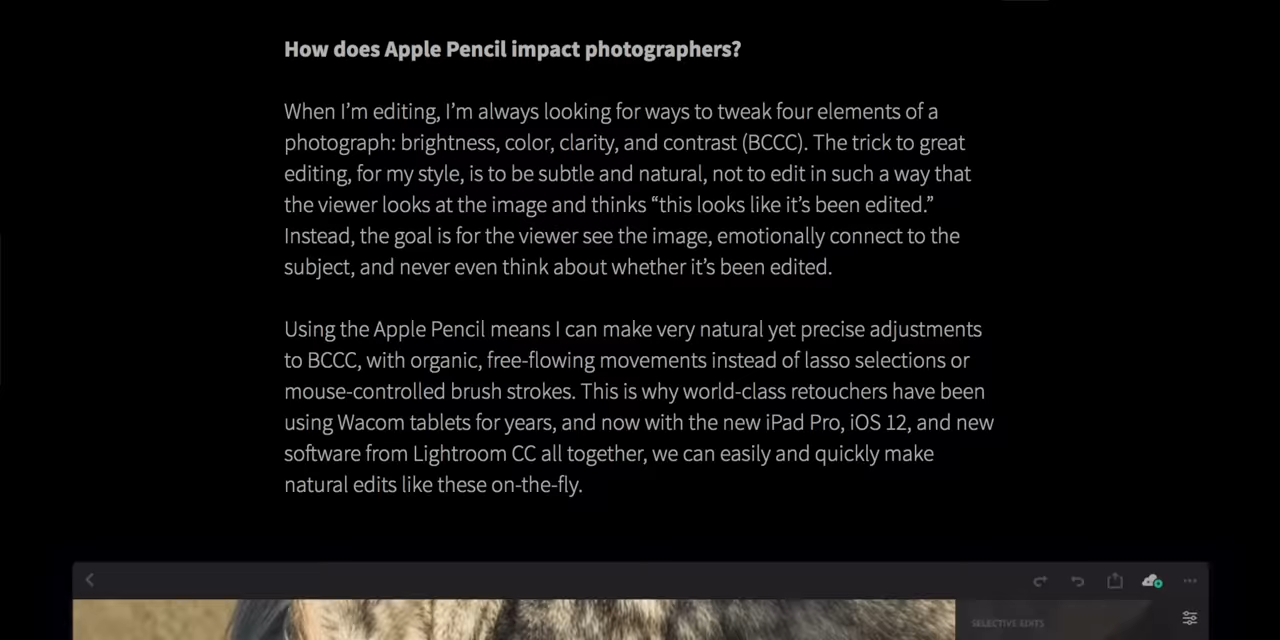 How does Apple Pencil impact photographers?
When I’m editing, I’m always looking for ways to tweak four elements of a
photograph: brightness, color, clarity, and contrast (BCCC). The trick to great
editing, for my style, is to be subtle and natural, not to edit in such a way that
the viewer looks at the image and thinks “this looks like it’s been edited.”
Instead, the goal is for the viewer see the image, emotionally connect to the
subject, and never even think about whether it’s been edited.
Using the Apple Pencil means I can make very natural yet precise adjustments
to BCCC, with organic, free-flowing movements instead of lasso selections or
mouse-controlled brush strokes. This is why world-class retouchers have been
using Wacom tablets for years, and now with the new iPad Pro, iOS 12, and new
software from Lightroom CC all together, we can easily and quickly make
natural edits like these on-the-fly.
SELECTIVE EDITS